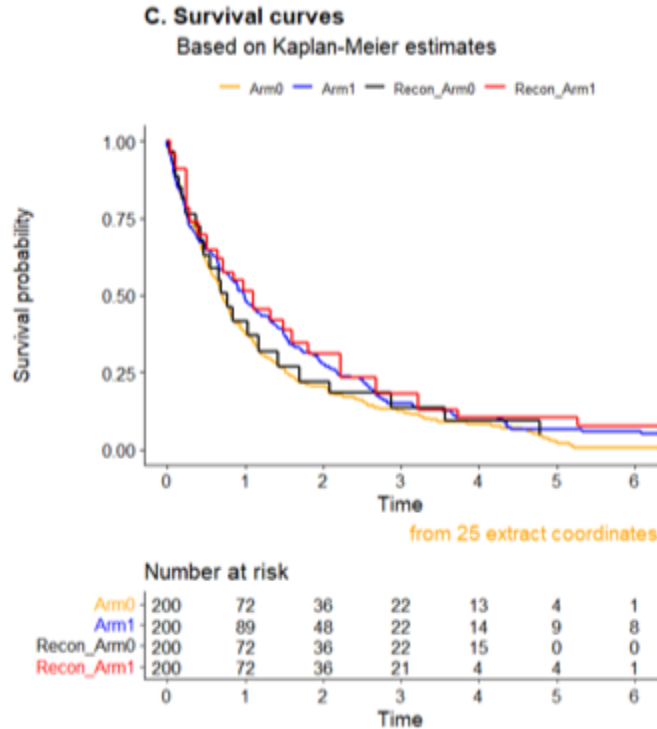 C. Survival curves
Based on Kaplan-Meier estimates
Arm0 Arm1 Recon_Arm0 Recon_Arm1
Survival probability
1.00
0.75
0.50
0.25
0.00
0 1 2 3 4 5 6
Time
from 25 extract coordinates
Number at risk
Arm0 200 72 36 22 13 4 1
Arm1 200 89 48 22 14 9 8
Recon_Arm0 200 72 36 22 15 0 0
Recon_Arm1 200 72 36 21 4 4 1
0 1 2 3 4 5 6
Time